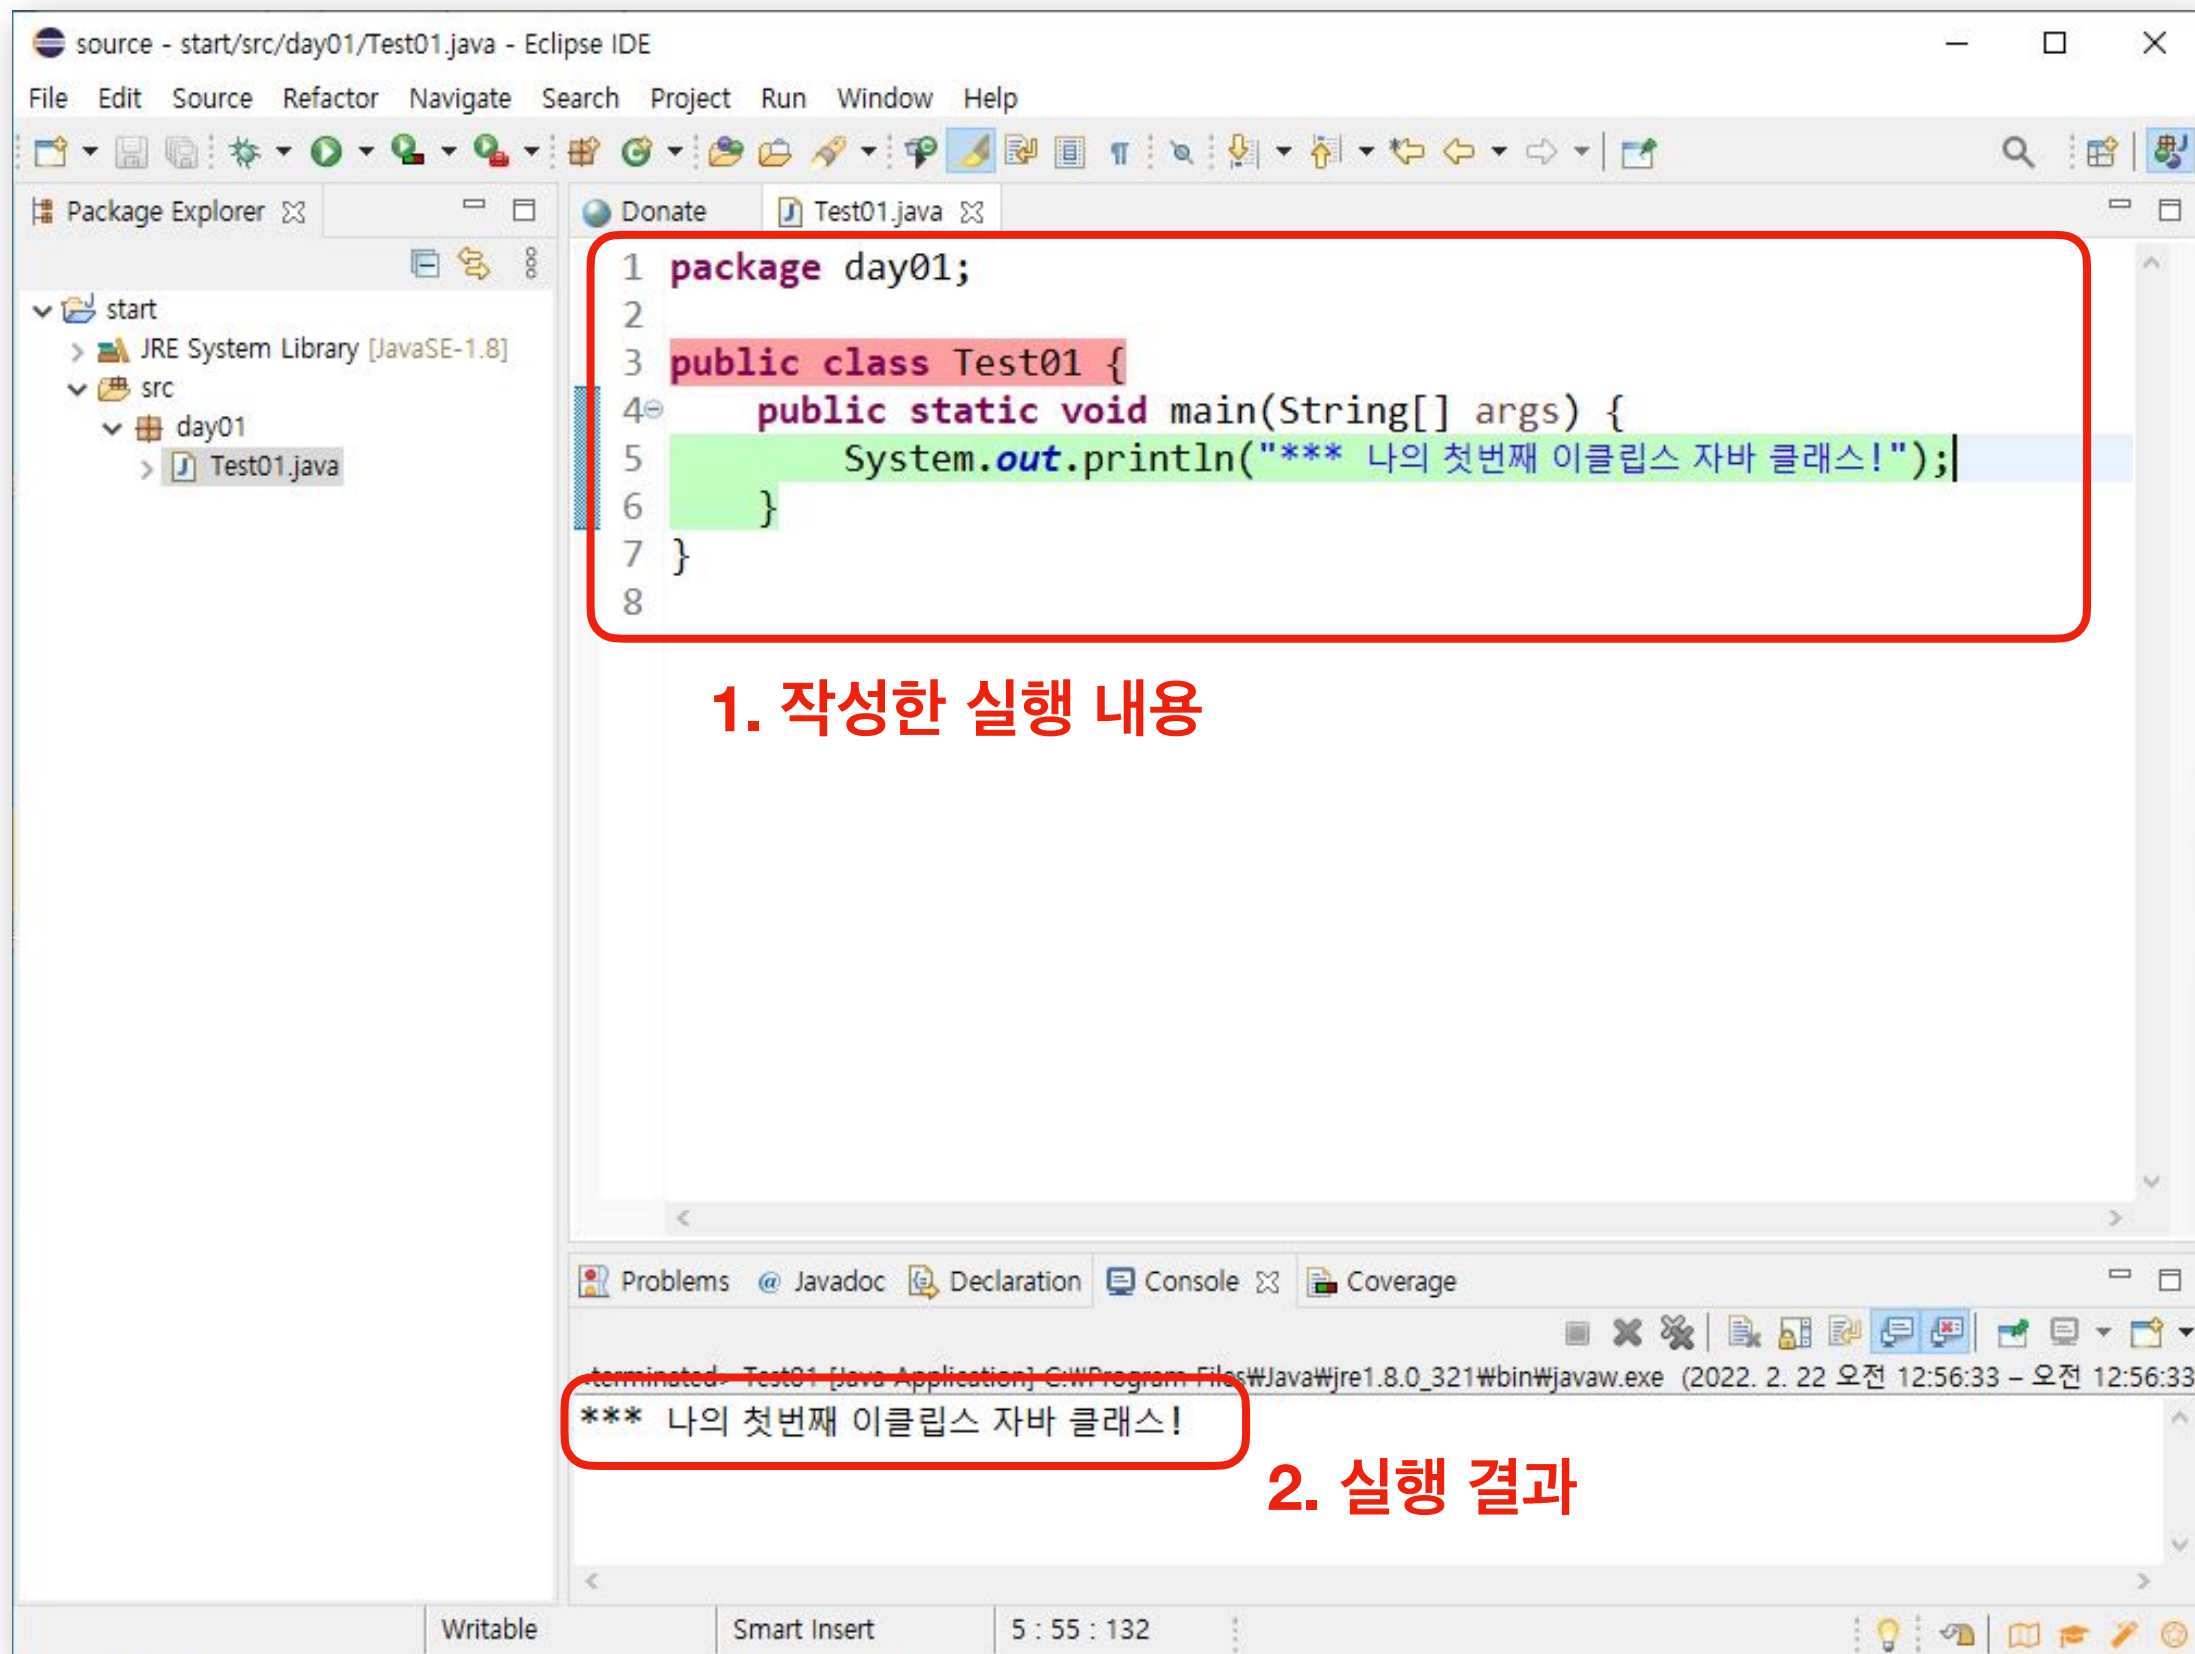 source - start/src/day01/Test01.java - Eclipse IDE
File Edit Source Refactor Navigate Search Project Run Window Help
Package Explorer
Donate Test01.java
start
JRE System Library [JavaSE-1.8]
src
day01
Test01.java
1 package day01;
2
3 public class Test01 {
4 public static void main(String[] args) {
5 System.out.println("*** 나의 첫번째 이클립스 자바 클래스!");
6 }
7 }
8
1. 작성한 실행 내용
Problems @ Javadoc Declaration Console Coverage
<terminated> Test01 [Java Application] C:₩Program Files₩Java₩jre1.8.0_321₩bin₩javaw.exe (2022. 2. 22 오전 12:56:33 – 오전 12:56:33
*** 나의 첫번째 이클립스 자바 클래스!
2. 실행 결과
Writable Smart Insert 5 : 55 : 132